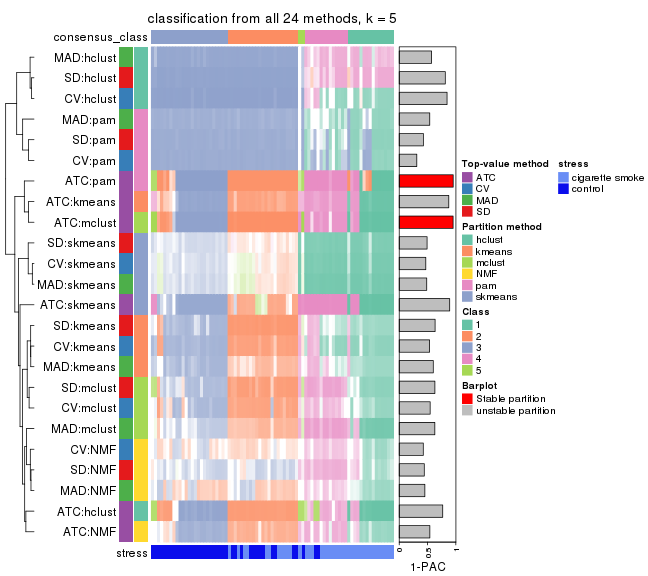 classification from all 24 methods, k = 5
consensus_class
MAD:hclust
SD:hclust
CV:hclust
MAD:pam
SD:pam
CV:pam
ATC:pam
ATC:kmeans
ATC:mclust
SD:skmeans
CV:skmeans
MAD:skmeans
ATC:skmeans
SD:kmeans
CV:kmeans
MAD:kmeans
SD:mclust
CV:mclust
MAD:mclust
CV:NMF
SD:NMF
MAD:NMF
ATC:hclust
ATC:NMF
stress
0
0.5
1
1-PAC
Top-value method
ATC
CV
MAD
SD
Partition method
hclust
kmeans
mclust
NMF
pam
skmeans
Class
1
2
3
4
5
Barplot
Stable partition
unstable partition
stress
cigarette smoke
control